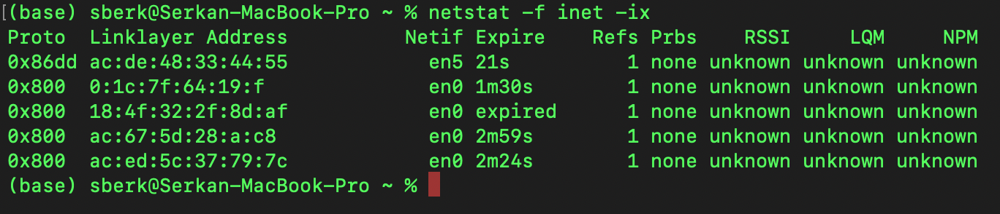 [(base) sberk@Serkan-MacBook-Pro ~ % netstat -f inet -ix
Proto  Linklayer Address          Netif Expire    Refs Prbs    RSSI     LQM     NPM
0x86dd ac:de:48:33:44:55            en5 21s          1 none unknown unknown unknown
0x800  0:1c:7f:64:19:f              en0 1m30s        1 none unknown unknown unknown
0x800  18:4f:32:2f:8d:af            en0 expired      1 none unknown unknown unknown
0x800  ac:67:5d:28:a:c8             en0 2m59s        1 none unknown unknown unknown
0x800  ac:ed:5c:37:79:7c            en0 2m24s        1 none unknown unknown unknown
(base) sberk@Serkan-MacBook-Pro ~ %